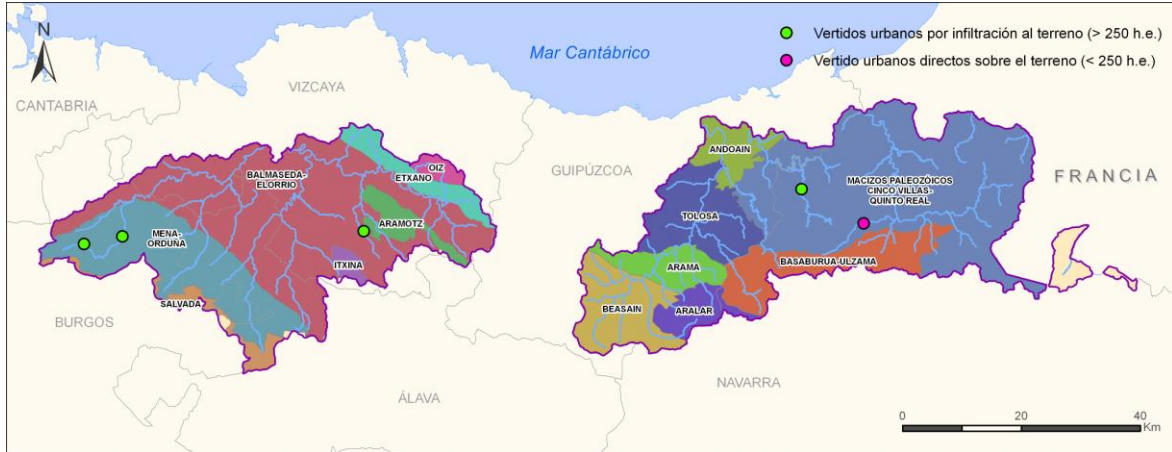 N
Mar Cantábrico
Vertidos urbanos por infiltración al terreno (> 250 h.e.)
Vertido urbanos directos sobre el terreno (< 250 h.e.)
CANTABRIA
VIZCAYA
GUIPÚZCOA
FRANCIA
BURGOS
ÁLAVA
NAVARRA
BALMASEDA-
ELORRIO
OIZ
ETXANO
ARAMOTZ
MENA-
ORDUÑA
ITXINA
SALVADA
ANDOAIN
MACIZOS PALEOZÓICOS
CINCO VILLAS-
QUINTO REAL
TOLOSA
ARAMA
BASABURUA-ULZAMA
BEASAIN
ARALAR
0
20
40
Km